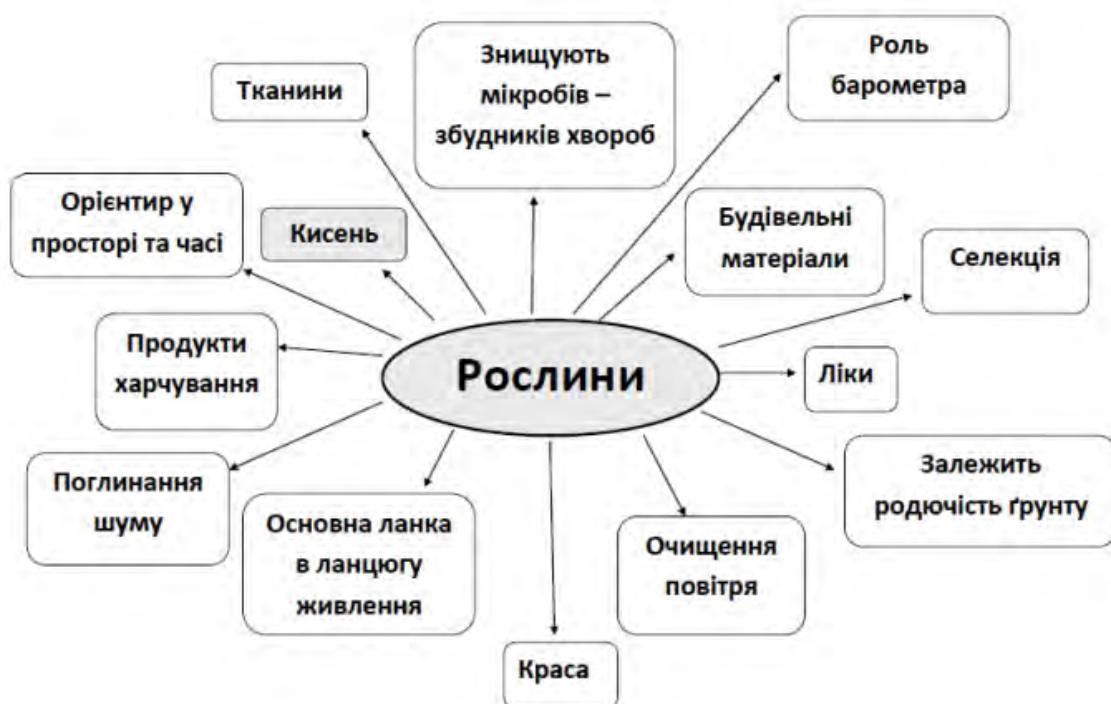 Тканини
Знищують
мікробів –
збудників хвороб
Роль
барометра
Орієнтир у
просторі та часі
Кисень
Будівельні
матеріали
Селекція
Продукти
харчування
Рослини
Ліки
Поглинання
шуму
Основна ланка
в ланцюгу
живлення
Краса
Очищення
повітря
Залежить
родючість ґрунту